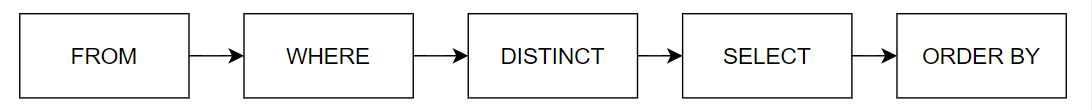 FROM
WHERE
DISTINCT
SELECT
ORDER BY